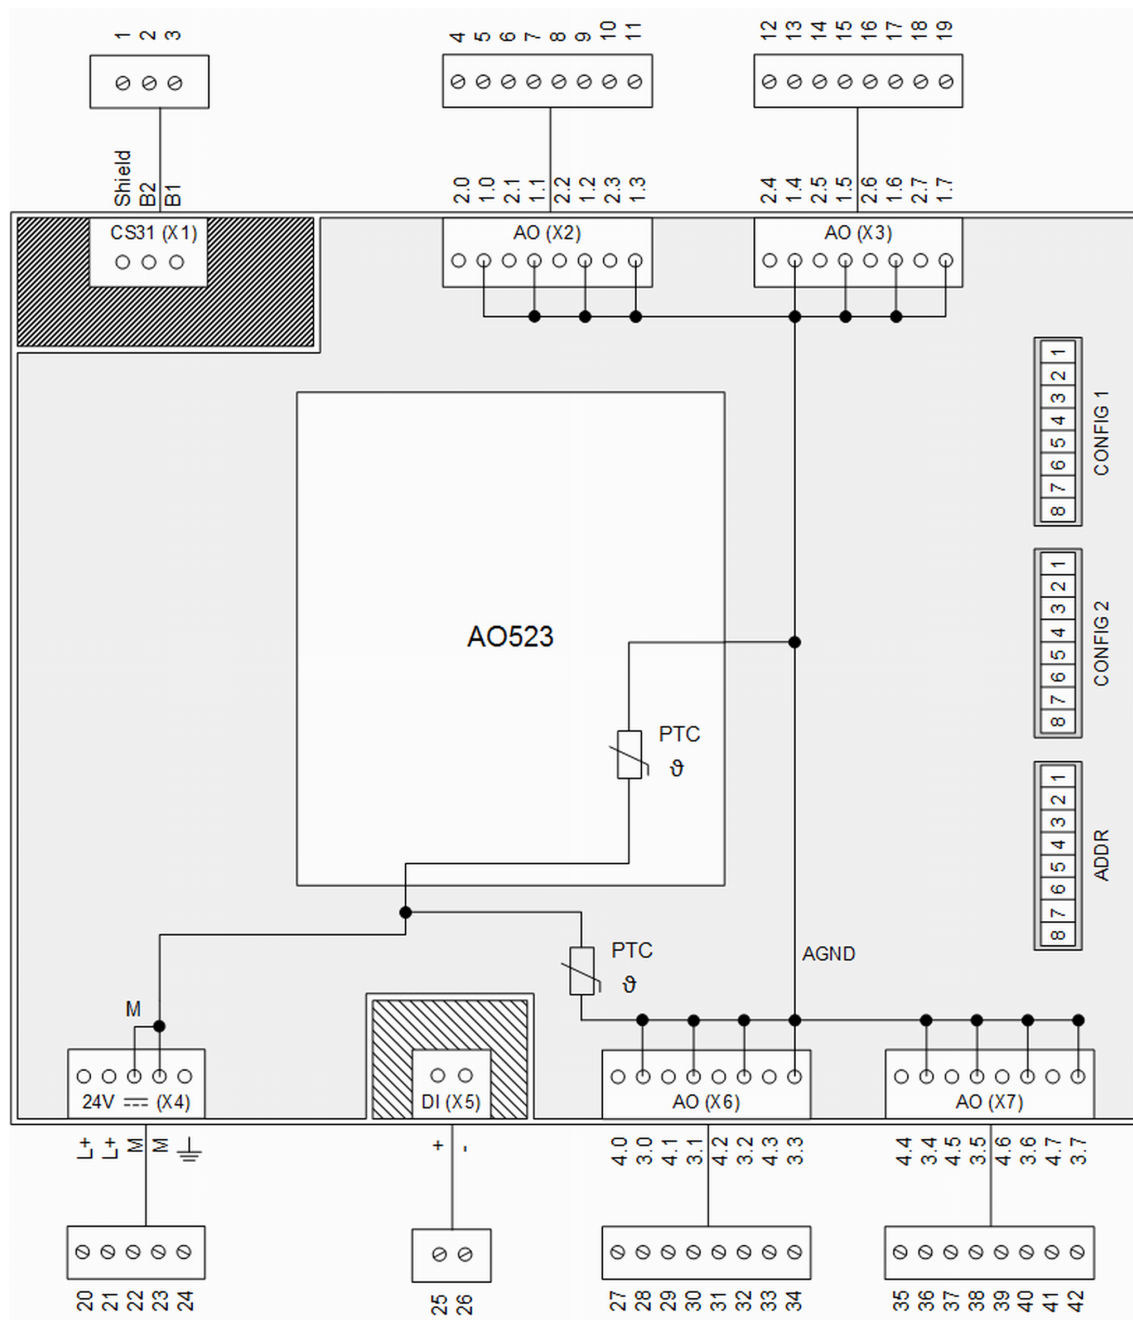 1 2 3
4 5 6 7 8 9 10 11
12 13 14 15 16 17 18 19
Shield B2 B1
2.0 1.0 2.1 1.1 2.2 1.2 2.3 1.3
2.4 1.4 2.5 1.5 2.6 1.6 2.7 1.7
CS31 (X1)
AO (X2)
AO (X3)
1 2 3 4 5 6 7 8
CONFIG 1
1 2 3 4 5 6 7 8
CONFIG 2
AO523
PTC
ϑ
1 2 3 4 5 6 7 8
ADDR
PTC
ϑ
AGND
M
24V (X4)
DI (X5)
AO (X6)
AO (X7)
L+ L+ M M
+ -
4.0 3.0 4.1 3.1 4.2 3.2 4.3 3.3
4.4 3.4 4.5 3.5 4.6 3.6 4.7 3.7
20 21 22 23 24
25 26
27 28 29 30 31 32 33 34
35 36 37 38 39 40 41 42